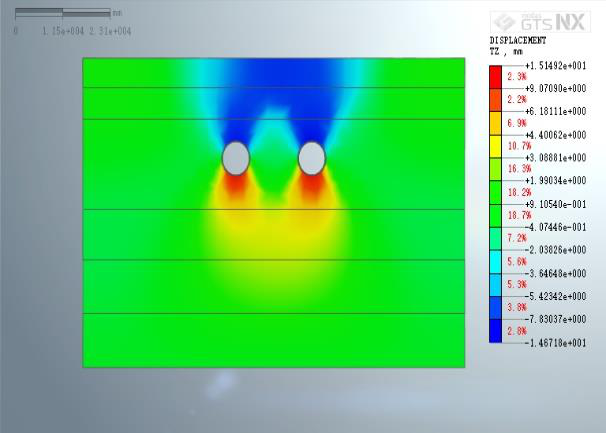 mm
0 1.15e+004 2.31e+004
midas
GTS NX
DISPLACEMENT
TZ , mm
+1.51492e+001
2.3%
+9.07090e+000
2.2%
+6.18111e+000
6.9%
+4.40062e+000
10.7%
+3.08881e+000
16.3%
+1.99034e+000
18.2%
+9.10540e-001
18.7%
-4.07446e-001
7.2%
-2.03826e+000
5.6%
-3.64648e+000
5.3%
-5.42342e+000
3.8%
-7.83037e+000
2.8%
-1.46718e+001